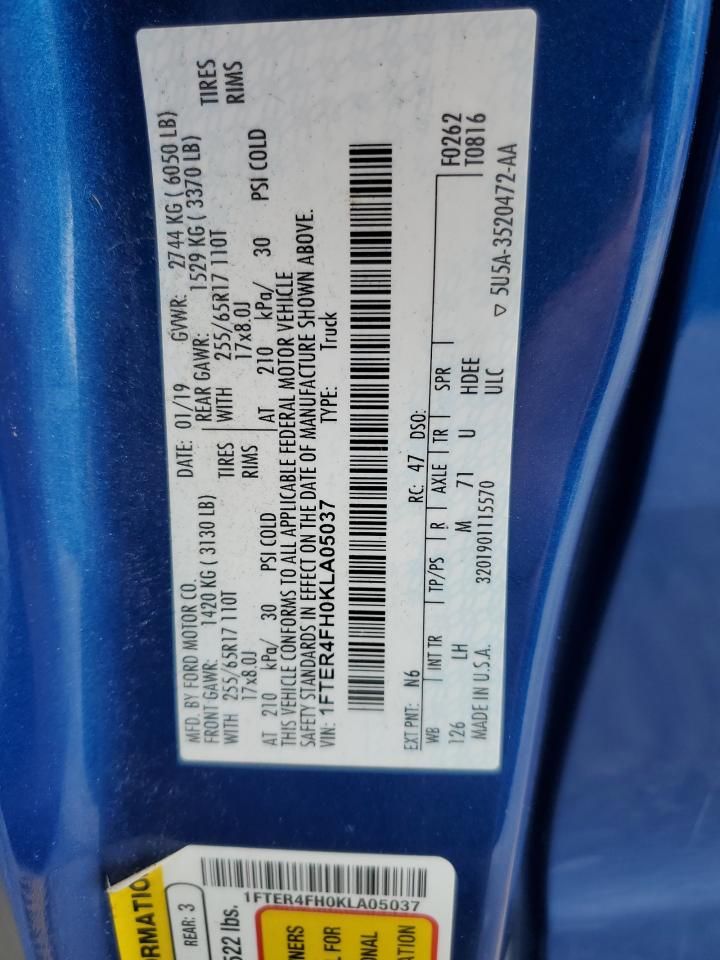 MFD. BY FORD MOTOR CO.
DATE: 01/19 GVWR: 2744 KG ( 6050 LB)
FRONT GAWR: 1420 KG ( 3130 LB)
REAR GAWR: 1529 KG ( 3370 LB)
WITH 255/65R17 110T TIRES
WITH 255/65R17 110T TIRES
17x8.0J RIMS
17x8.0J RIMS
AT 210 kPa/ 30 PSI COLD
AT 210 kPa/ 30 PSI COLD
THIS VEHICLE CONFORMS TO ALL APPLICABLE FEDERAL MOTOR VEHICLE
SAFETY STANDARDS IN EFFECT ON THE DATE OF MANUFACTURE SHOWN ABOVE.
VIN: 1FTER4FH0KLA05037 TYPE: Truck
F0262
T0816
EXT PNT: N6 RC: 47 DSO:
WB INT TR TP/PS R AXLE TR SPR
126 LH M 71 U HDEE
MADE IN U.S.A. 3201901115570 ULC
▽ 5U5A-3520472-AA
1FTER4FH0KLA05037
ORMATIO
REAR: 3
522 lbs.
NERS
L FOR
ONAL